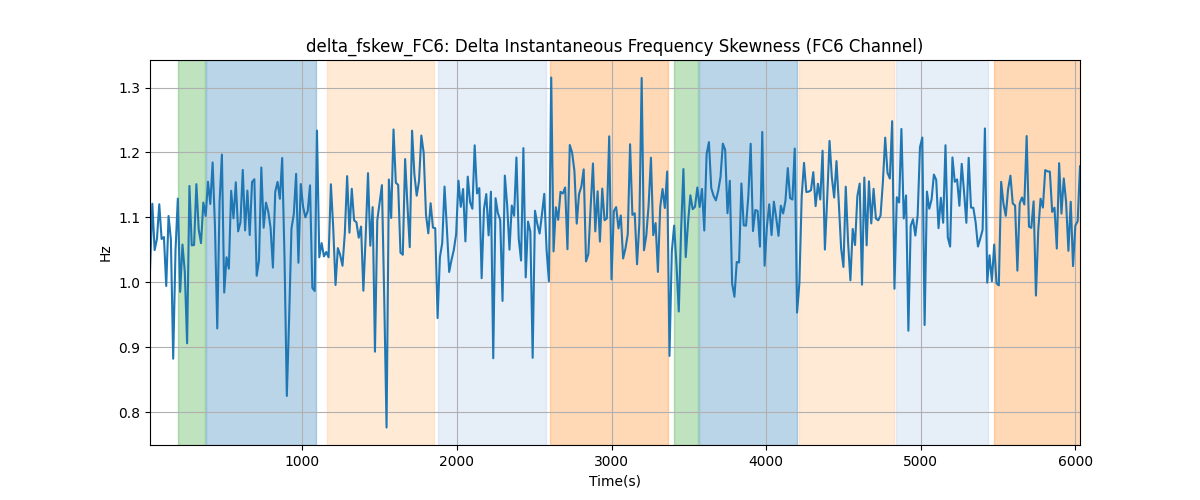 delta_fskew_FC6: Delta Instantaneous Frequency Skewness (FC6 Channel)
1.3
1.2
1.1
1.0
0.9
0.8
Hz
1000 2000 3000 4000 5000 6000
Time(s)